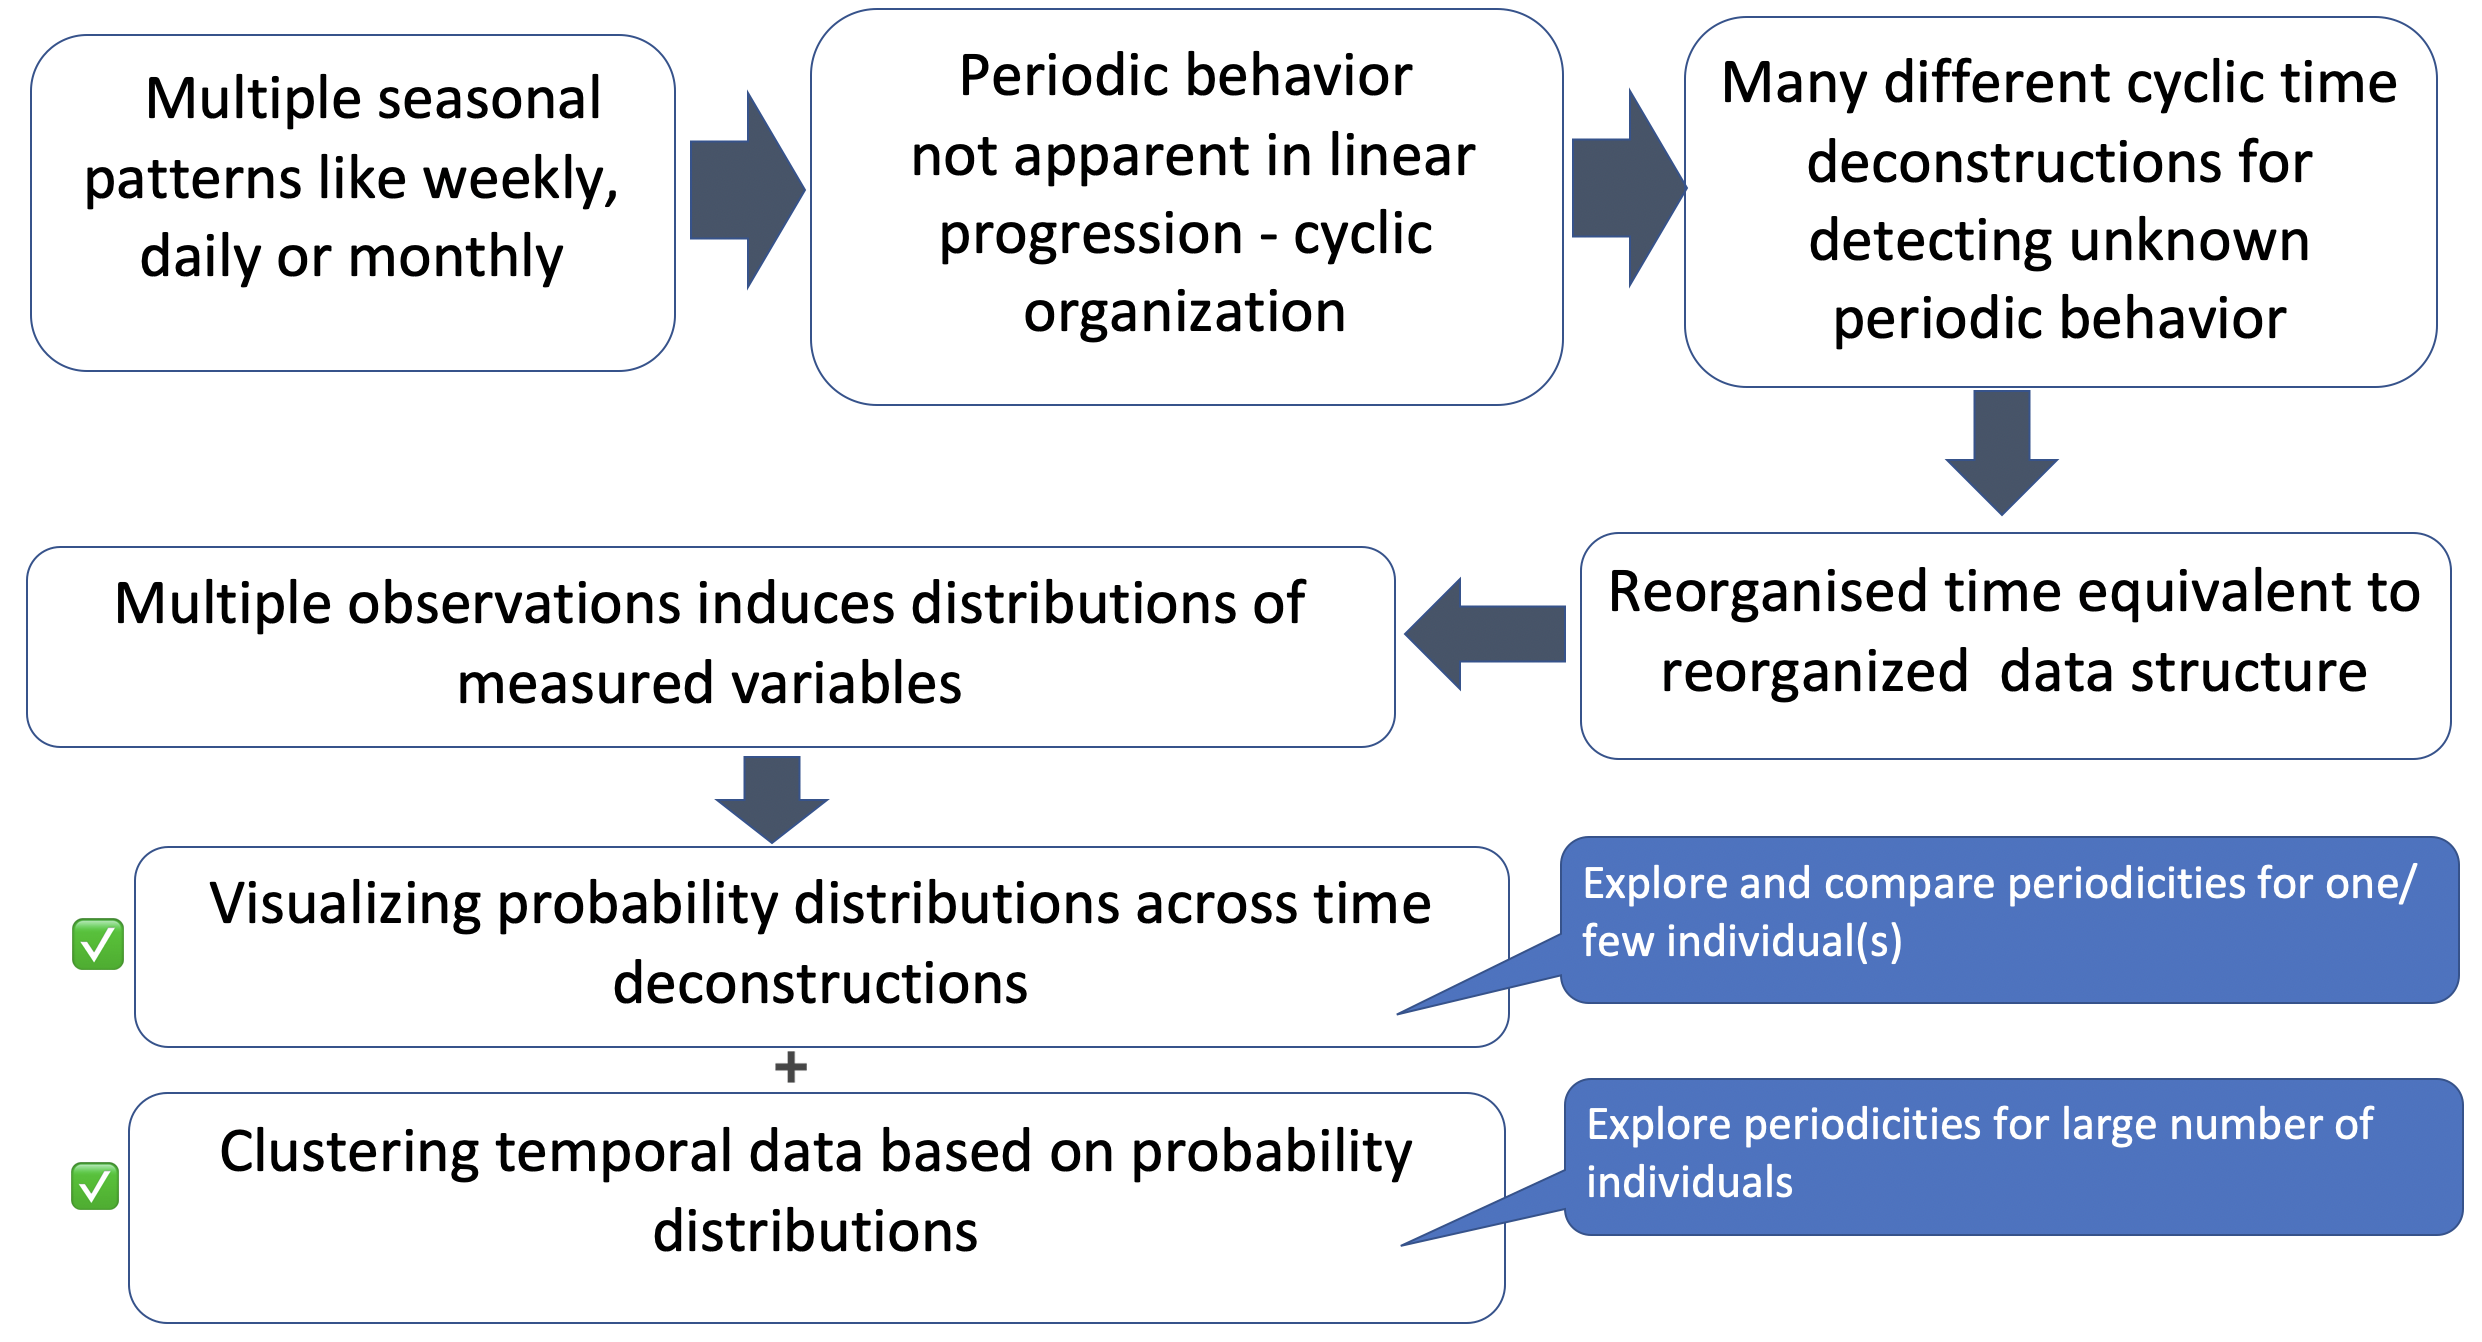 Multiple seasonal
patterns like weekly,
daily or monthly
Periodic behavior
not apparent in linear
progression - cyclic
organization
Many different cyclic time
deconstructions for
detecting unknown
periodic behavior
Reorganised time equivalent to
reorganized  data structure
Multiple observations induces distributions of
measured variables
Visualizing probability distributions across time
deconstructions
Explore and compare periodicities for one/
few individual(s)
+
Clustering temporal data based on probability
distributions
Explore periodicities for large number of
individuals